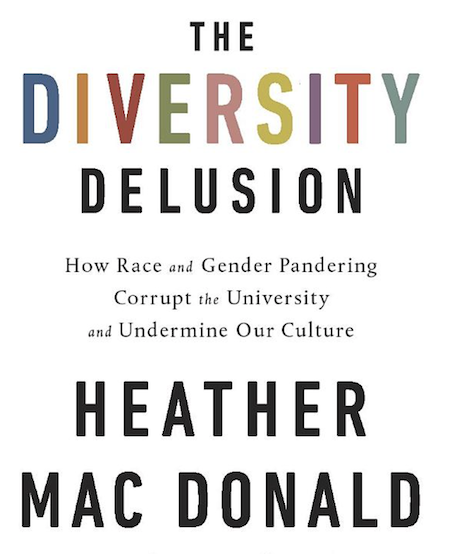 THE
DIVERSITY
DELUSION
How Race and Gender Pandering
Corrupt the University
and Undermine Our Culture
HEATHER
MAC DONALD